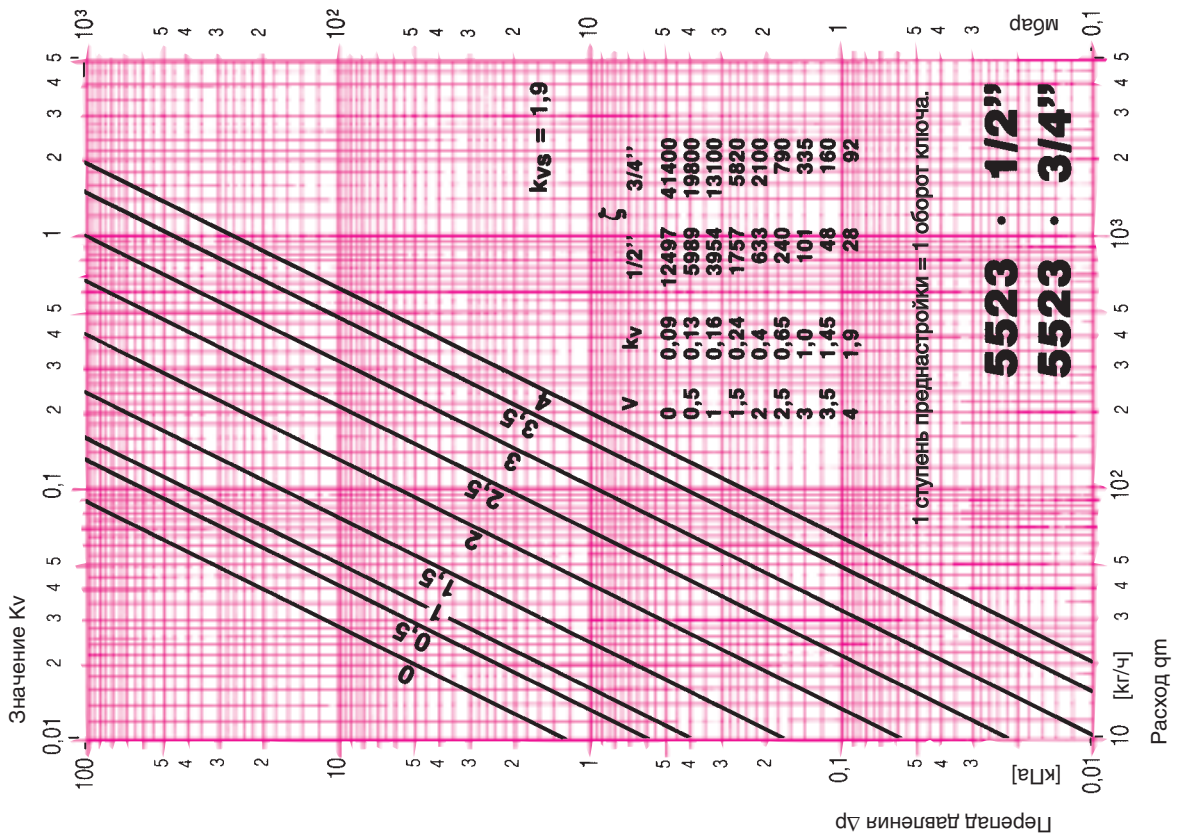 Значение Kv
0,01 2 3 4 5 0,1 2 3 4 5 1 2 3 4 5
100 5 4 3 2 10 5 4 3 2 1 5 4 3 2 0,1 5 4 3 [кПа] 0,01
Перепад давления Δp
10³ 5 4 3 2 10² 5 4 3 2 10 5 4 3 2 1 5 4 3 мбар 0,1
0
0,5
1
1,5
2
2,5
3
3,5
4
kvs = 1,9
ζ
V kv 1/2” 3/4”
0 0,09 12497 41400
0,5 0,13 5989 19800
1 0,16 3954 13100
1,5 0,24 1757 5820
2 0,4 633 2100
2,5 0,65 240 790
3 1,0 101 335
3,5 1,45 48 160
4 1,9 28 92
1 ступень преднастройки = 1 оборот ключа.
5523 • 1/2”
5523 • 3/4”
10 [кг/ч] 2 3 4 5 10² 2 3 4 5 10³ 2 3 4 5
Расход qm